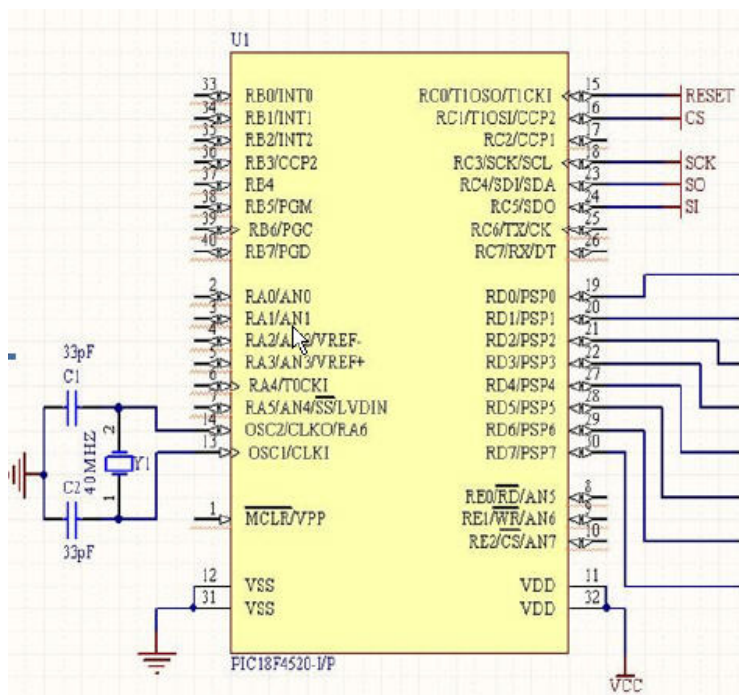 U1
33 RB0/INT0
34 RB1/INT1
35 RB2/INT2
36 RB3/CCP2
37 RB4
38 RB5/PGM
39 RB6/PGC
40 RB7/PGD
2 RA0/AN0
3 RA1/AN1
4 RA2/AN2/VREF-
5 RA3/AN3/VREF+
6 RA4/T0CKI
7 RA5/AN4/SS/LVDIN
14 OSC2/CLKO/RA6
13 OSC1/CLKI
1 MCLR/VPP
12 VSS
31 VSS
RC0/T1OSO/T1CKI 15 RESET
RC1/T1OSI/CCP2 16 CS
RC2/CCP1 17
RC3/SCK/SCL 18 SCK
RC4/SDI/SDA 23 SO
RC5/SDO 24 SI
RC6/TX/CK 25
RC7/RX/DT 26
RD0/PSP0 19
RD1/PSP1 20
RD2/PSP2 21
RD3/PSP3 22
RD4/PSP4 27
RD5/PSP5 28
RD6/PSP6 29
RD7/PSP7 30
RE0/RD/AN5 8
RE1/WR/AN6 9
RE2/CS/AN7 10
VDD 11
VDD 32
VCC
33pF
C1
2
40MHZ
Y1
1
C2
33pF
PIC18F4520-I/P